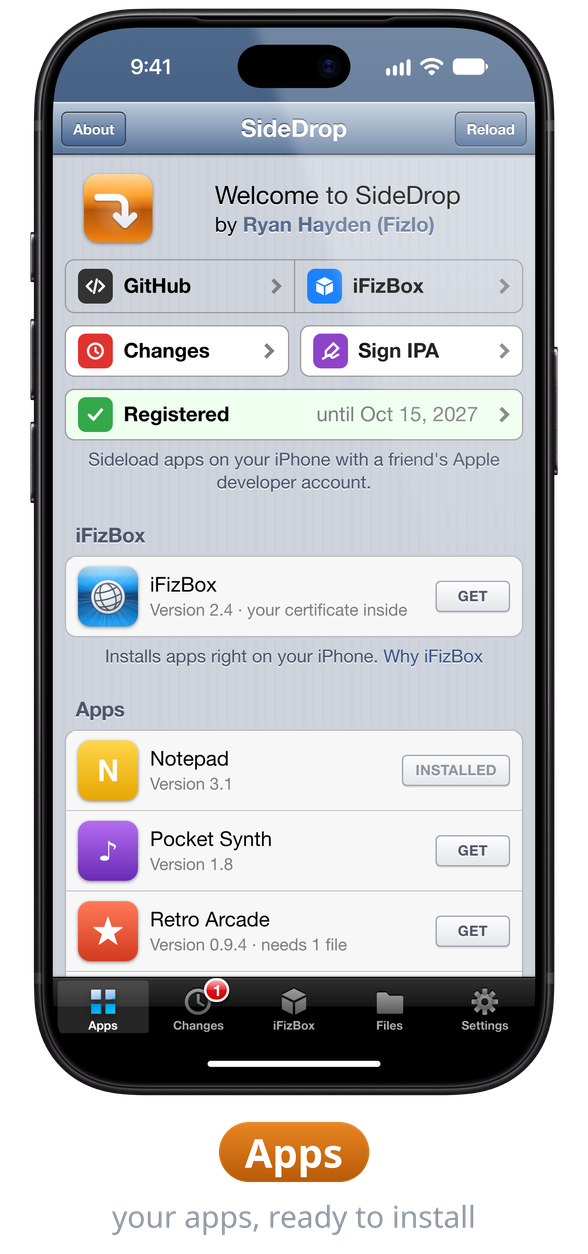 9:41
About
SideDrop
Reload
Welcome to SideDrop
by Ryan Hayden (Fizlo)
GitHub
iFizBox
Changes
Sign IPA
Registered
until Oct 15, 2027
Sideload apps on your iPhone with a friend's Apple
developer account.
iFizBox
iFizBox
Version 2.4 · your certificate inside
GET
Installs apps right on your iPhone. Why iFizBox
Apps
N
Notepad
Version 3.1
INSTALLED
Pocket Synth
Version 1.8
GET
Retro Arcade
Version 0.9.4 · needs 1 file
GET
Apps
1
Changes
iFizBox
Files
Settings
Apps
your apps, ready to install